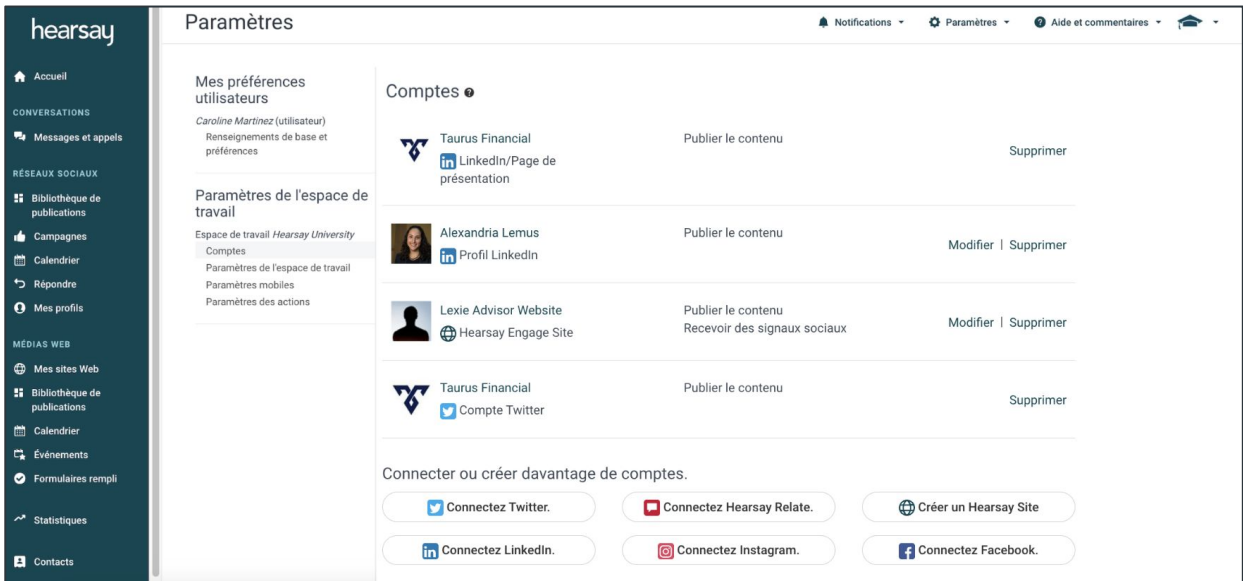 hearsay
Accueil
CONVERSATIONS
Messages et appels
RÉSEAUX SOCIAUX
Bibliothèque de
publications
Campagnes
Calendrier
Répondre
Mes profils
MÉDIAS WEB
Mes sites Web
Bibliothèque de
publications
Calendrier
Événements
Formulaires rempli
Statistiques
Contacts
Paramètres
Notifications
Paramètres
Aide et commentaires
Mes préférences
utilisateurs
Caroline Martinez (utilisateur)
Renseignements de base et
préférences
Paramètres de l'espace de
travail
Espace de travail Hearsay University
Comptes
Paramètres de l'espace de travail
Paramètres mobiles
Paramètres des actions
Comptes
Taurus Financial
LinkedIn/Page de
présentation
Publier le contenu
Supprimer
Alexandria Lemus
Profil LinkedIn
Publier le contenu
Modifier | Supprimer
Lexie Advisor Website
Hearsay Engage Site
Publier le contenu
Recevoir des signaux sociaux
Modifier | Supprimer
Taurus Financial
Compte Twitter
Publier le contenu
Supprimer
Connecter ou créer davantage de comptes.
Connectez Twitter.
Connectez Hearsay Relate.
Créer un Hearsay Site
Connectez LinkedIn.
Connectez Instagram.
Connectez Facebook.